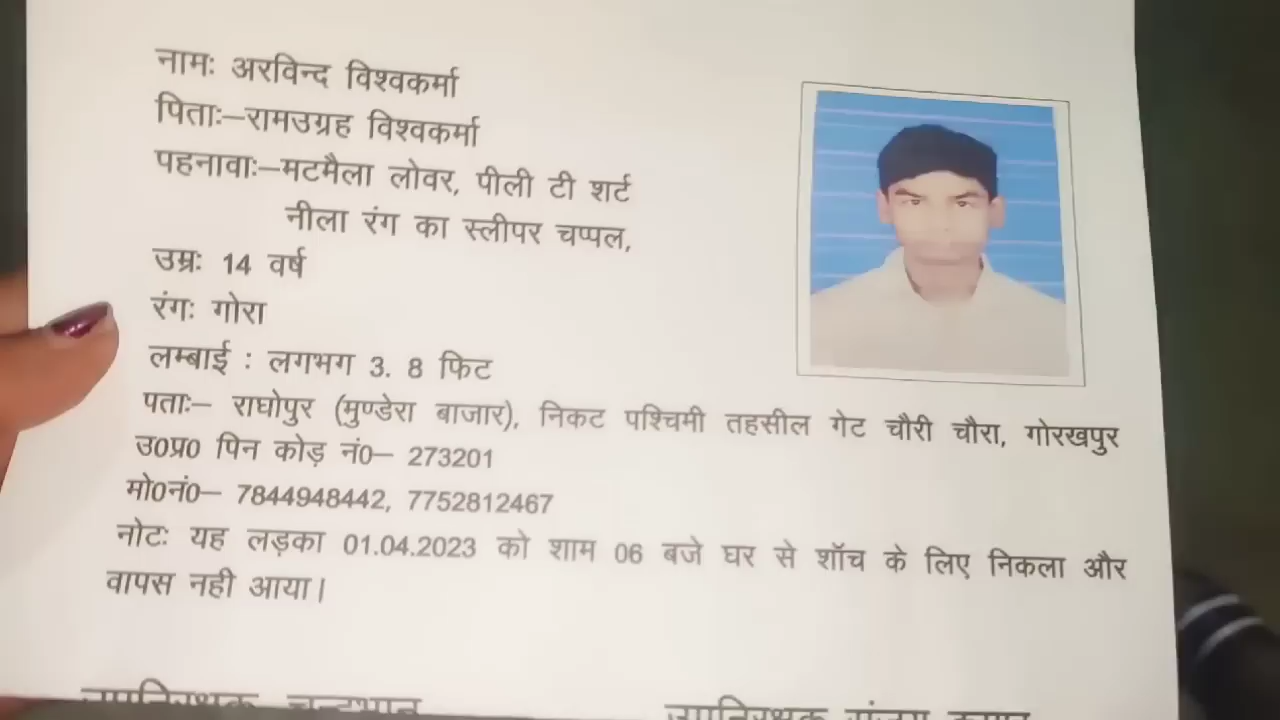 नामः अरविन्द विश्वकर्मा
पिताः–रामउग्रह विश्वकर्मा
पहनावाः–मटमैला लोवर, पीली टी शर्ट
नीला रंग का स्लीपर चप्पल,
उम्रः 14 वर्ष
रंगः गोरा
लम्बाई : लगभग 3. 8 फिट
पताः– राघोपुर (मुण्डेरा बाजार), निकट पश्चिमी तहसील गेट चौरी चौरा, गोरखपुर
उ0प्र0 पिन कोड़ नं0– 273201
मो0नं0– 7844948442, 7752812467
नोटः यह लड़का 01.04.2023 को शाम 06 बजे घर से शॉच के लिए निकला और
वापस नही आया।